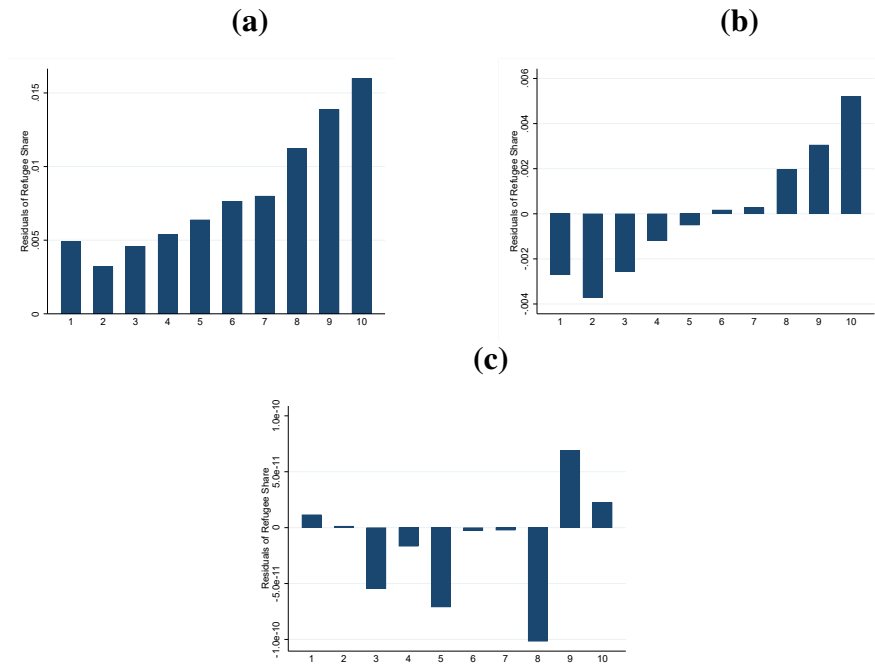 (a)
(b)
Residuals of Refugee Share
0 .005 .01 .015
1 2 3 4 5 6 7 8 9 10
Residuals of Refugee Share
-.004 -.002 0 .002 .004 .006
1 2 3 4 5 6 7 8 9 10
(c)
Residuals of Refugee Share
-1.0e-10 -5.0e-11 0 5.0e-11 1.0e-10
1 2 3 4 5 6 7 8 9 10